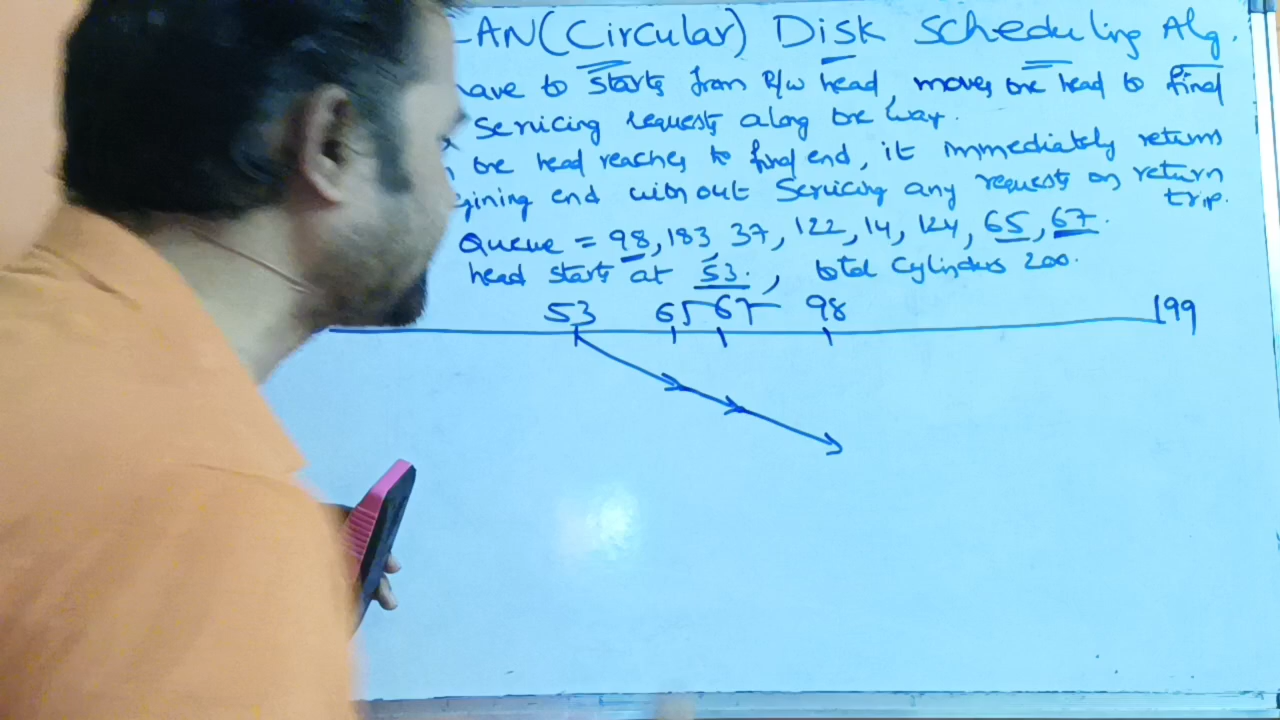 -AN(Circular) Disk Scheduling Alg.
have to starts from R/W head, moves the head to final
servicing requests along the way.
the head reaches to final end, it immediately returns
gining end without Servicing any requests on return
trip.
Queue = 98, 183, 37, 122, 14, 124, 65, 67.
head starts at 53, total Cylinders 200.
53 65 67 98 199